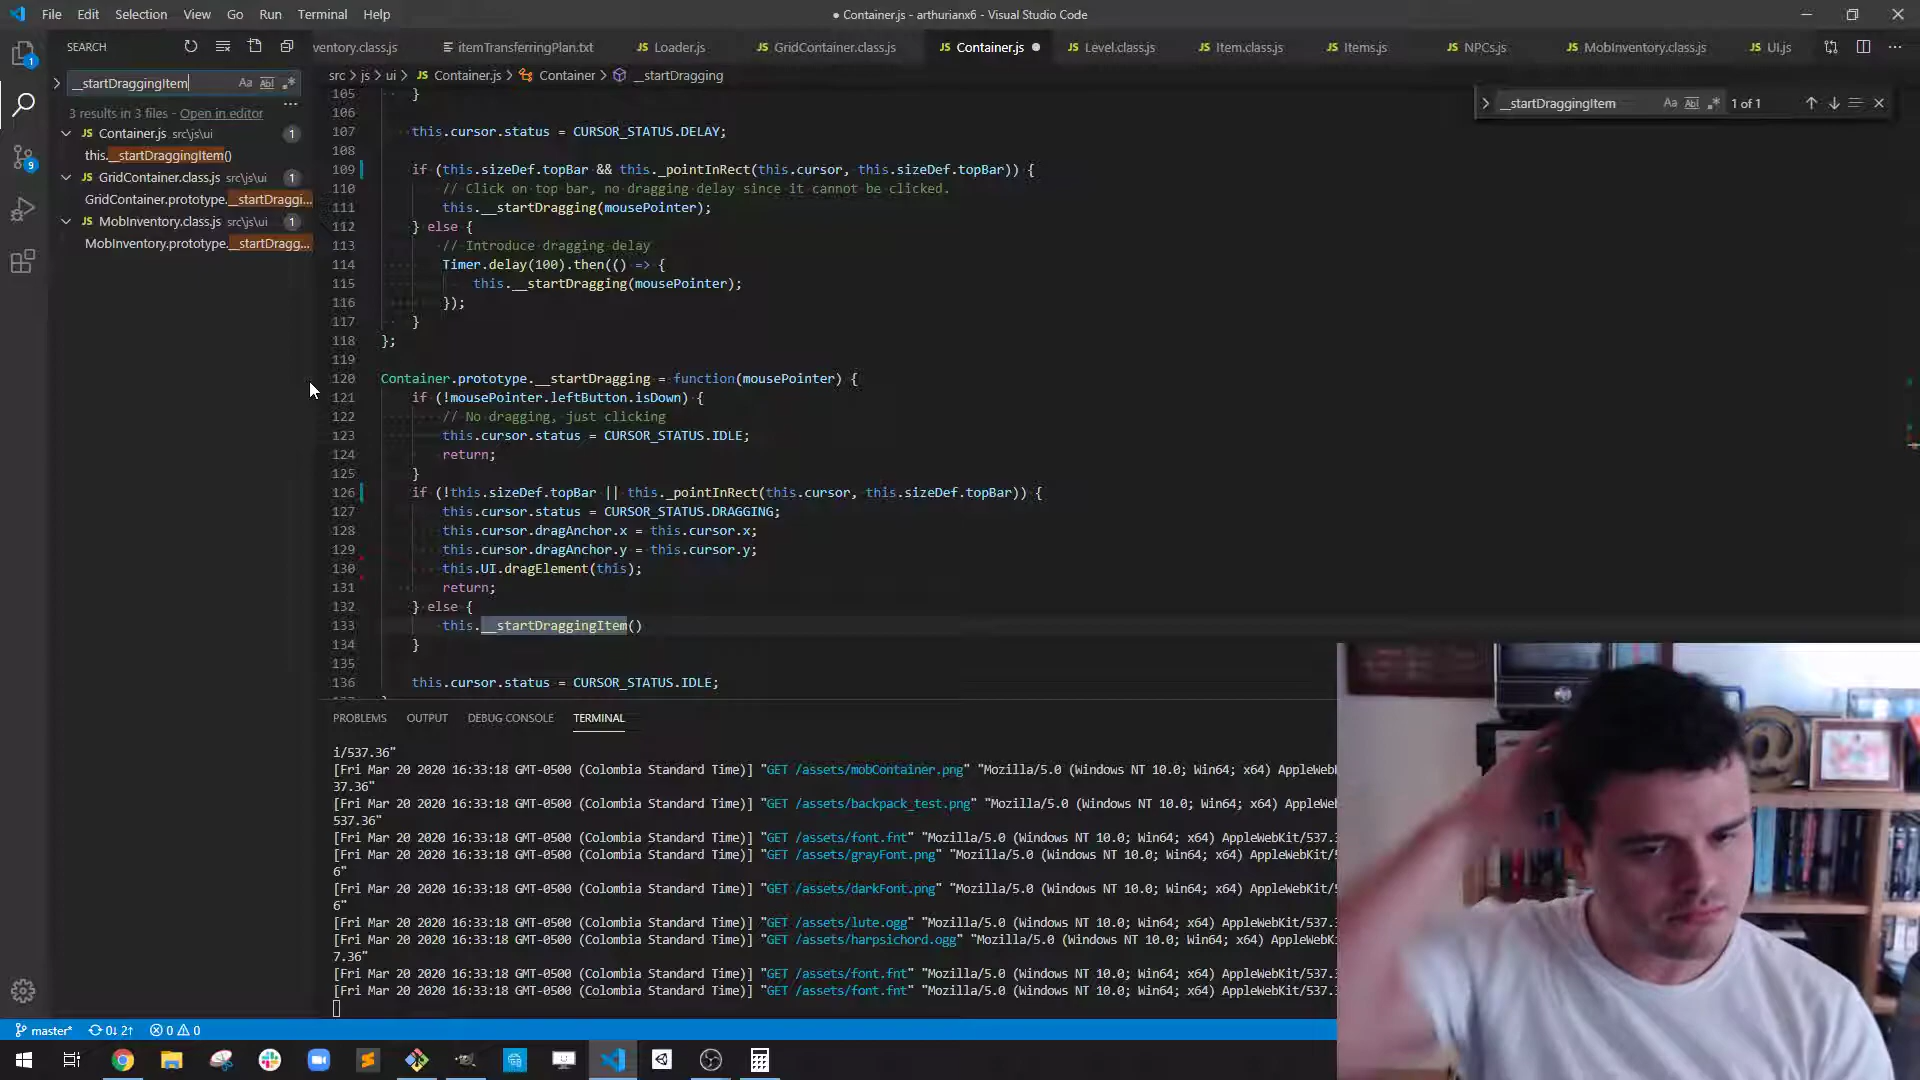 File Edit Selection View Go Run Terminal Help
● Container.js - arthurianx6 - Visual Studio Code
SEARCH
ventory.class.js itemTransferringPlan.txt JS Loader.js JS GridContainer.class.js JS Container.js JS Level.class.js JS Item.class.js JS Items.js JS NPCs.js JS MobInventory.class.js JS UI.js
__startDraggingItem
src > js > ui > JS Container.js > Container > __startDragging
3 results in 3 files - Open in editor
JS Container.js src\js\ui 1
this.__startDraggingItem()
JS GridContainer.class.js src\js\ui 1
GridContainer.prototype.__startDraggi...
JS MobInventory.class.js src\js\ui 1
MobInventory.prototype.__startDragg...
__startDraggingItem Aa Abl 1 of 1
105 }
106
107 this.cursor.status = CURSOR_STATUS.DELAY;
108
109 if (this.sizeDef.topBar && this._pointInRect(this.cursor, this.sizeDef.topBar)) {
110 // Click on top bar, no dragging delay since it cannot be clicked.
111 this.__startDragging(mousePointer);
112 } else {
113 // Introduce dragging delay
114 Timer.delay(100).then(() => {
115 this.__startDragging(mousePointer);
116 });
117 }
118 };
119
120 Container.prototype.__startDragging = function(mousePointer) {
121 if (!mousePointer.leftButton.isDown) {
122 // No dragging, just clicking
123 this.cursor.status = CURSOR_STATUS.IDLE;
124 return;
125 }
126 if (!this.sizeDef.topBar || this._pointInRect(this.cursor, this.sizeDef.topBar)) {
127 this.cursor.status = CURSOR_STATUS.DRAGGING;
128 this.cursor.dragAnchor.x = this.cursor.x;
129 this.cursor.dragAnchor.y = this.cursor.y;
130 this.UI.dragElement(this);
131 return;
132 } else {
133 this.__startDraggingItem()
134 }
135
136 this.cursor.status = CURSOR_STATUS.IDLE;
PROBLEMS OUTPUT DEBUG CONSOLE TERMINAL
i/537.36"
[Fri Mar 20 2020 16:33:18 GMT-0500 (Colombia Standard Time)] "GET /assets/mobContainer.png" "Mozilla/5.0 (Windows NT 10.0; Win64; x64) AppleWebK
37.36"
[Fri Mar 20 2020 16:33:18 GMT-0500 (Colombia Standard Time)] "GET /assets/backpack_test.png" "Mozilla/5.0 (Windows NT 10.0; Win64; x64) AppleWeb
537.36"
[Fri Mar 20 2020 16:33:18 GMT-0500 (Colombia Standard Time)] "GET /assets/font.fnt" "Mozilla/5.0 (Windows NT 10.0; Win64; x64) AppleWebKit/537.3
[Fri Mar 20 2020 16:33:18 GMT-0500 (Colombia Standard Time)] "GET /assets/grayFont.png" "Mozilla/5.0 (Windows NT 10.0; Win64; x64) AppleWebKit/5
6"
[Fri Mar 20 2020 16:33:18 GMT-0500 (Colombia Standard Time)] "GET /assets/darkFont.png" "Mozilla/5.0 (Windows NT 10.0; Win64; x64) AppleWebKit/5
6"
[Fri Mar 20 2020 16:33:18 GMT-0500 (Colombia Standard Time)] "GET /assets/lute.ogg" "Mozilla/5.0 (Windows NT 10.0; Win64; x64) AppleWebKit/537.3
[Fri Mar 20 2020 16:33:18 GMT-0500 (Colombia Standard Time)] "GET /assets/harpsichord.ogg" "Mozilla/5.0 (Windows NT 10.0; Win64; x64) AppleWebKi
7.36"
[Fri Mar 20 2020 16:33:18 GMT-0500 (Colombia Standard Time)] "GET /assets/font.fnt" "Mozilla/5.0 (Windows NT 10.0; Win64; x64) AppleWebKit/537.3
[Fri Mar 20 2020 16:33:18 GMT-0500 (Colombia Standard Time)] "GET /assets/font.fnt" "Mozilla/5.0 (Windows NT 10.0; Win64; x64) AppleWebKit/537.3
master* 0↓ 2↑ 0 0